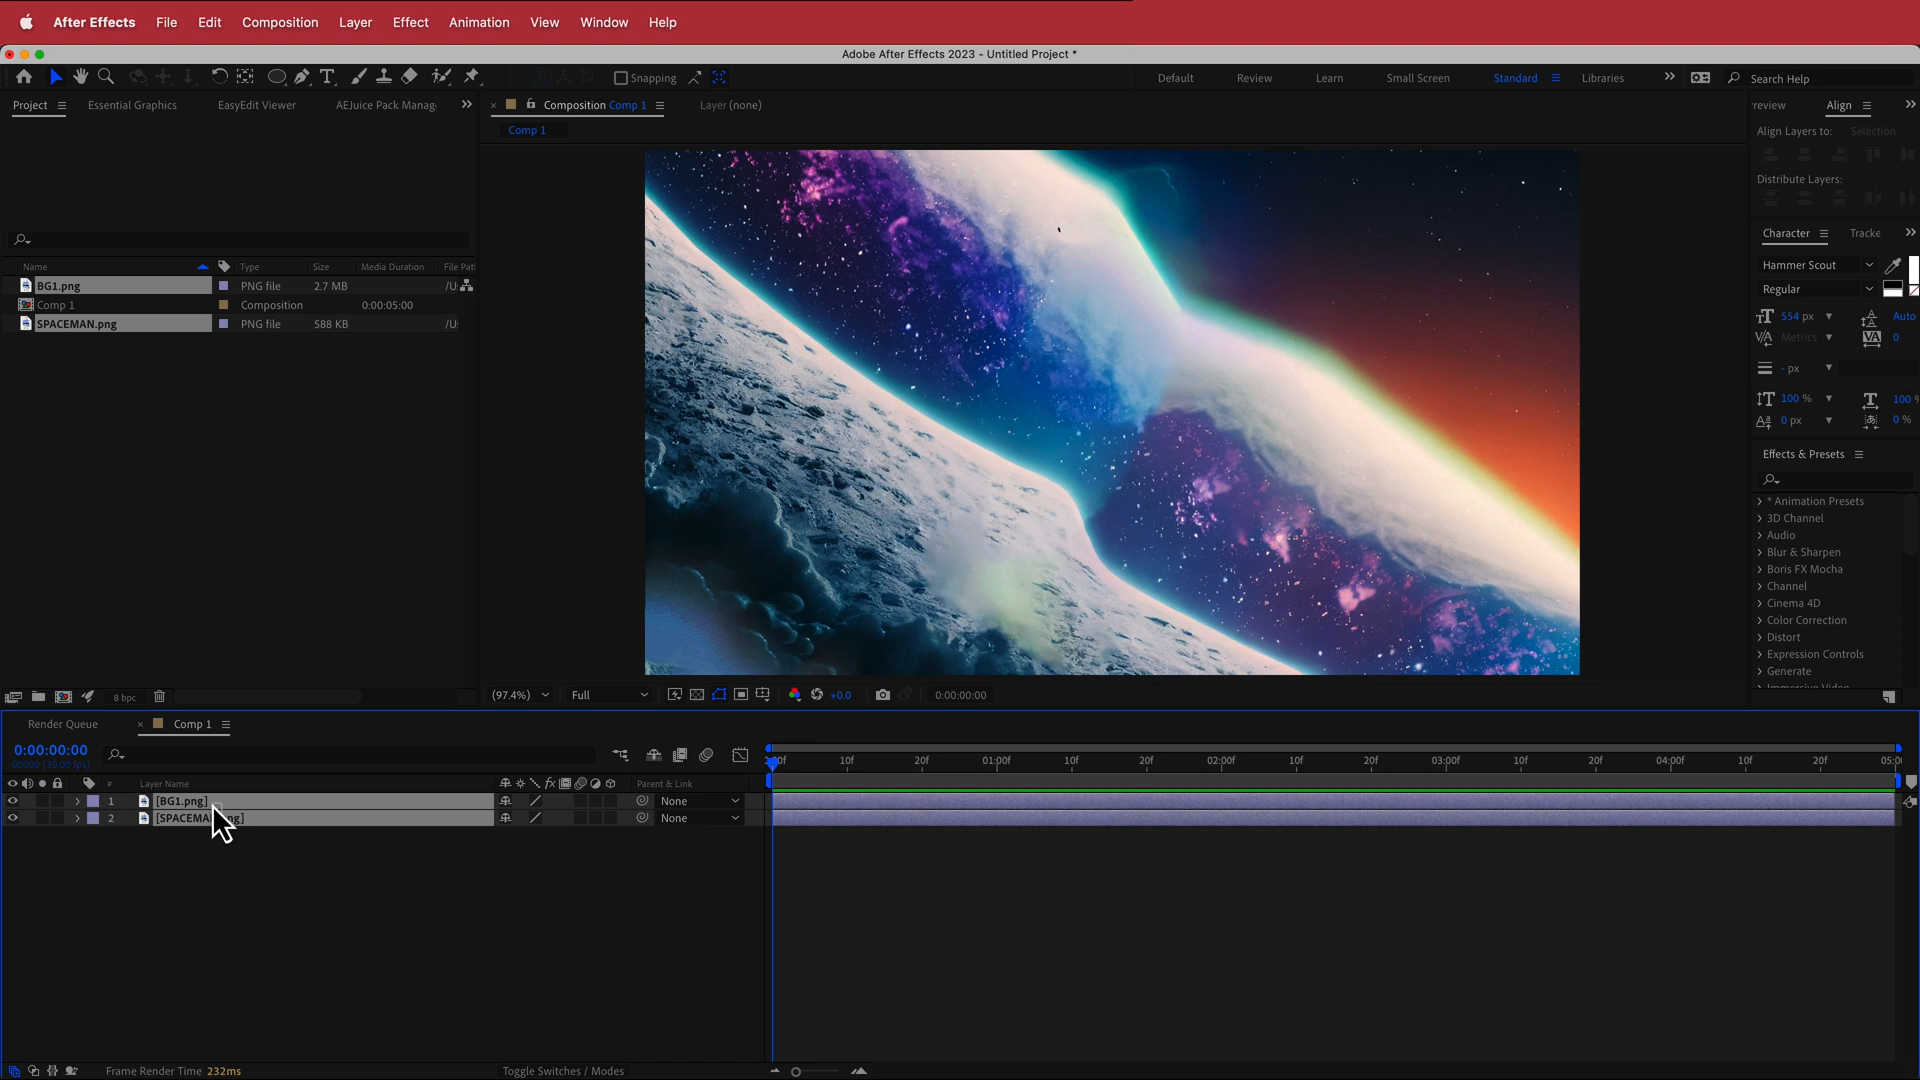 After Effects File Edit Composition Layer Effect Animation View Window Help
Adobe After Effects 2023 - Untitled Project *
Snapping Default Review Learn Small Screen Standard Libraries Search Help
Project Essential Graphics EasyEdit Viewer AEJuice Pack Manag
Composition Comp 1 Layer (none)
Comp 1
review Align
Align Layers to: Selection
Distribute Layers:
Name Type Size Media Duration File Pat
BG1.png PNG file 2.7 MB /U
Comp 1 Composition 0:00:05:00
SPACEMAN.png PNG file 588 KB /U
Character Tracke
Hammer Scout
Regular
554 px Auto
Metrics 0
- px
100 % 100 %
0 px 0 %
Effects & Presets
* Animation Presets
3D Channel
Audio
Blur & Sharpen
Boris FX Mocha
Channel
Cinema 4D
Color Correction
Distort
Expression Controls
Generate
8 bpc
(97.4%) Full +0.0 0:00:00:00
Render Queue Comp 1
0:00:00:00
00000 (30.00 fps)
10f 20f 01:00f 10f 20f 02:00f 10f 20f 03:00f 10f 20f 04:00f 10f 20f 05:0
# Layer Name fx Parent & Link
1 [BG1.png] None
2 [SPACEMA ng] None
Frame Render Time 232ms Toggle Switches / Modes